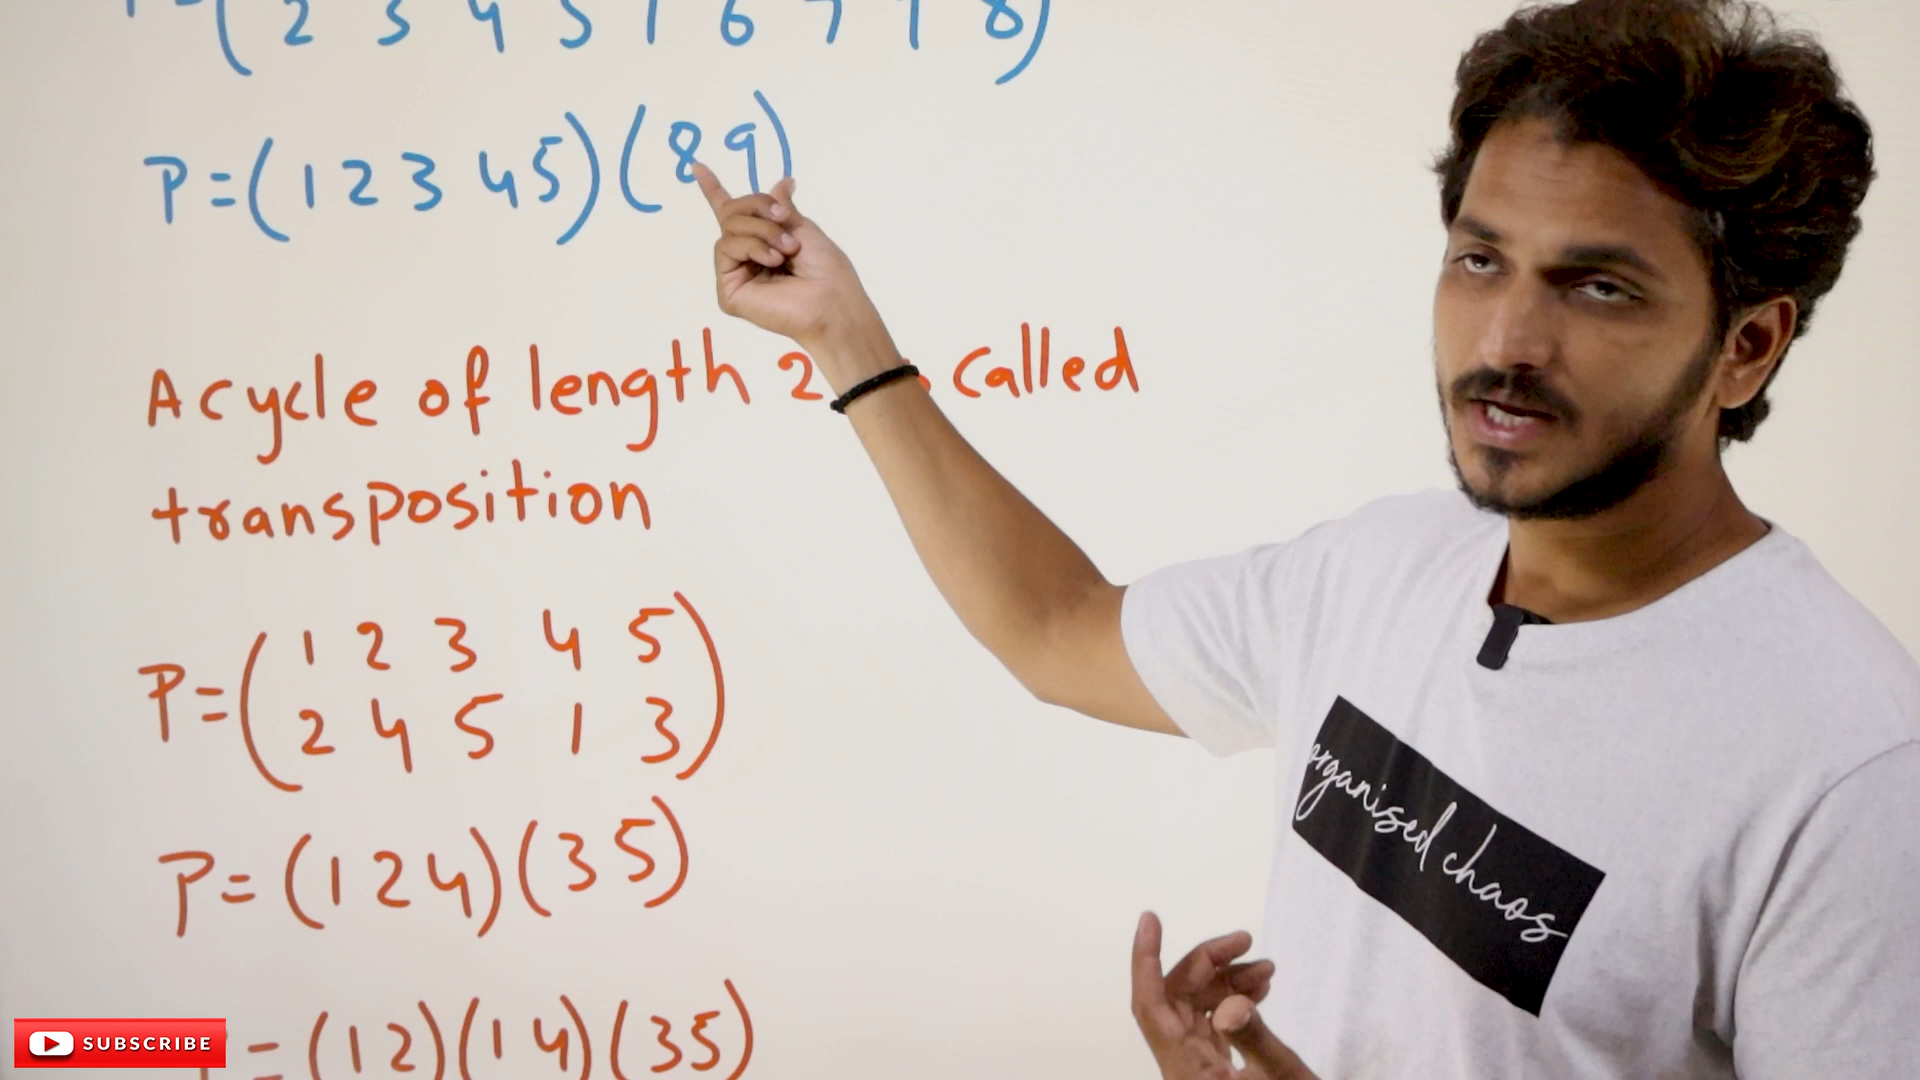 (2 3 4 5 1 6 7 9 8)
P=(1 2 3 4 5)(8 9)
A cycle of length 2 called
transposition
P=(1 2 3 4 5
2 4 5 1 3)
P=(1 2 4)(3 5)
=(1 2)(1 4)(3 5)
organised chaos
SUBSCRIBE